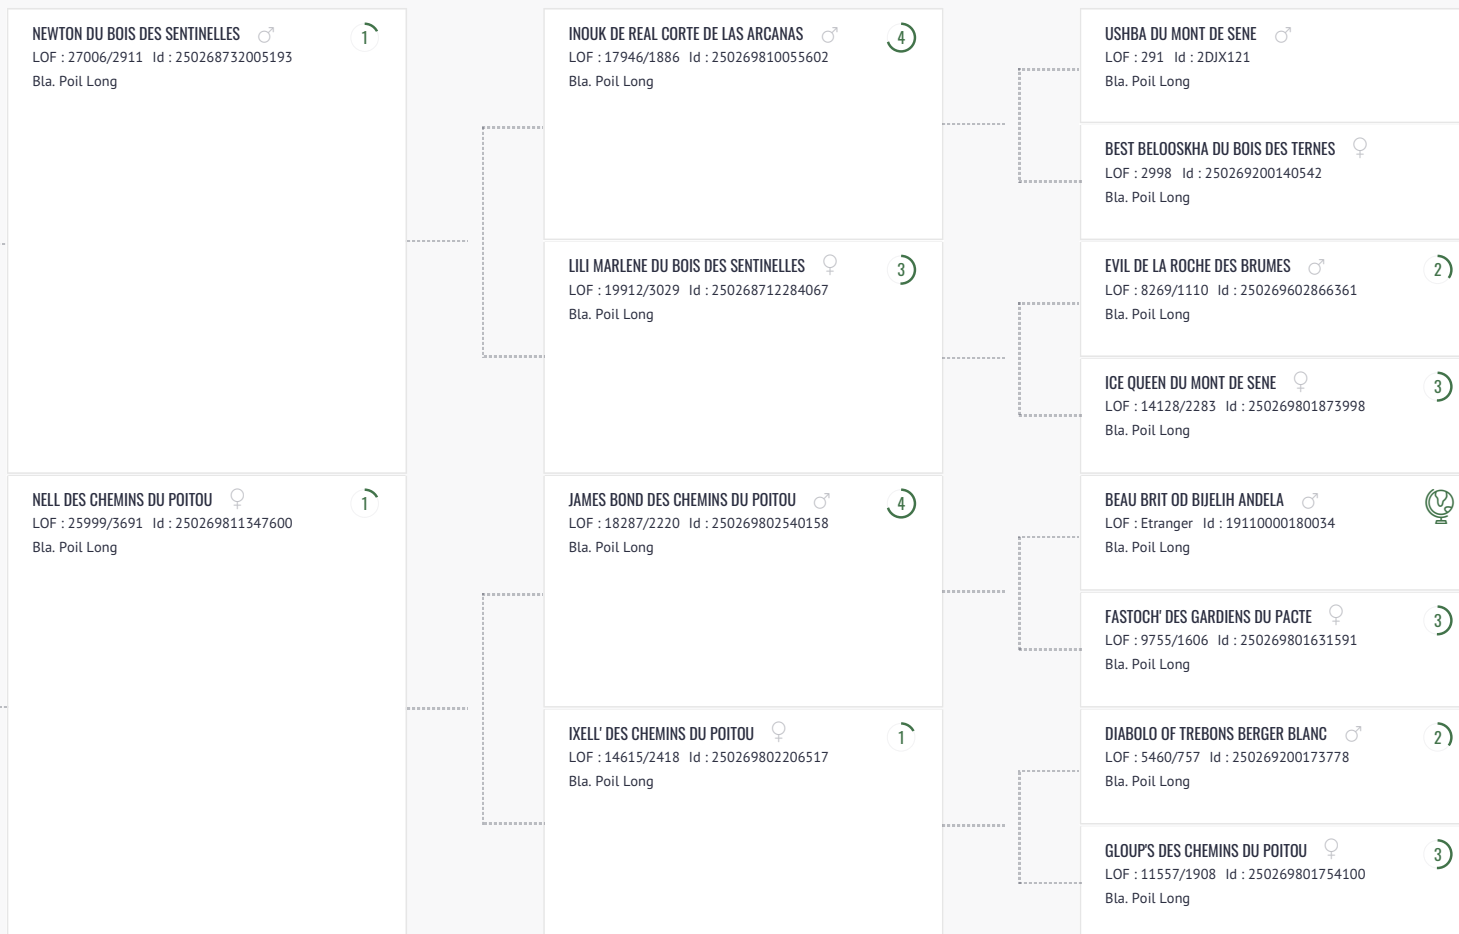 NEWTON DU BOIS DES SENTINELLES
1
LOF : 27006/2911 Id : 250268732005193
Bla. Poil Long
NELL DES CHEMINS DU POITOU
1
LOF : 25999/3691 Id : 250269811347600
Bla. Poil Long
INOUK DE REAL CORTE DE LAS ARCANAS
4
LOF : 17946/1886 Id : 250269810055602
Bla. Poil Long
LILI MARLENE DU BOIS DES SENTINELLES
3
LOF : 19912/3029 Id : 250268712284067
Bla. Poil Long
JAMES BOND DES CHEMINS DU POITOU
4
LOF : 18287/2220 Id : 250269802540158
Bla. Poil Long
IXELL' DES CHEMINS DU POITOU
1
LOF : 14615/2418 Id : 250269802206517
Bla. Poil Long
USHBA DU MONT DE SENE
LOF : 291 Id : 2DJX121
Bla. Poil Long
BEST BELOOSKHA DU BOIS DES TERNES
LOF : 2998 Id : 250269200140542
Bla. Poil Long
EVIL DE LA ROCHE DES BRUMES
2
LOF : 8269/1110 Id : 250269602866361
Bla. Poil Long
ICE QUEEN DU MONT DE SENE
3
LOF : 14128/2283 Id : 250269801873998
Bla. Poil Long
BEAU BRIT OD BIJELIH ANDELA
LOF : Etranger Id : 19110000180034
Bla. Poil Long
FASTOCH' DES GARDIENS DU PACTE
3
LOF : 9755/1606 Id : 250269801631591
Bla. Poil Long
DIABOLO OF TREBONS BERGER BLANC
2
LOF : 5460/757 Id : 250269200173778
Bla. Poil Long
GLOUP'S DES CHEMINS DU POITOU
3
LOF : 11557/1908 Id : 250269801754100
Bla. Poil Long